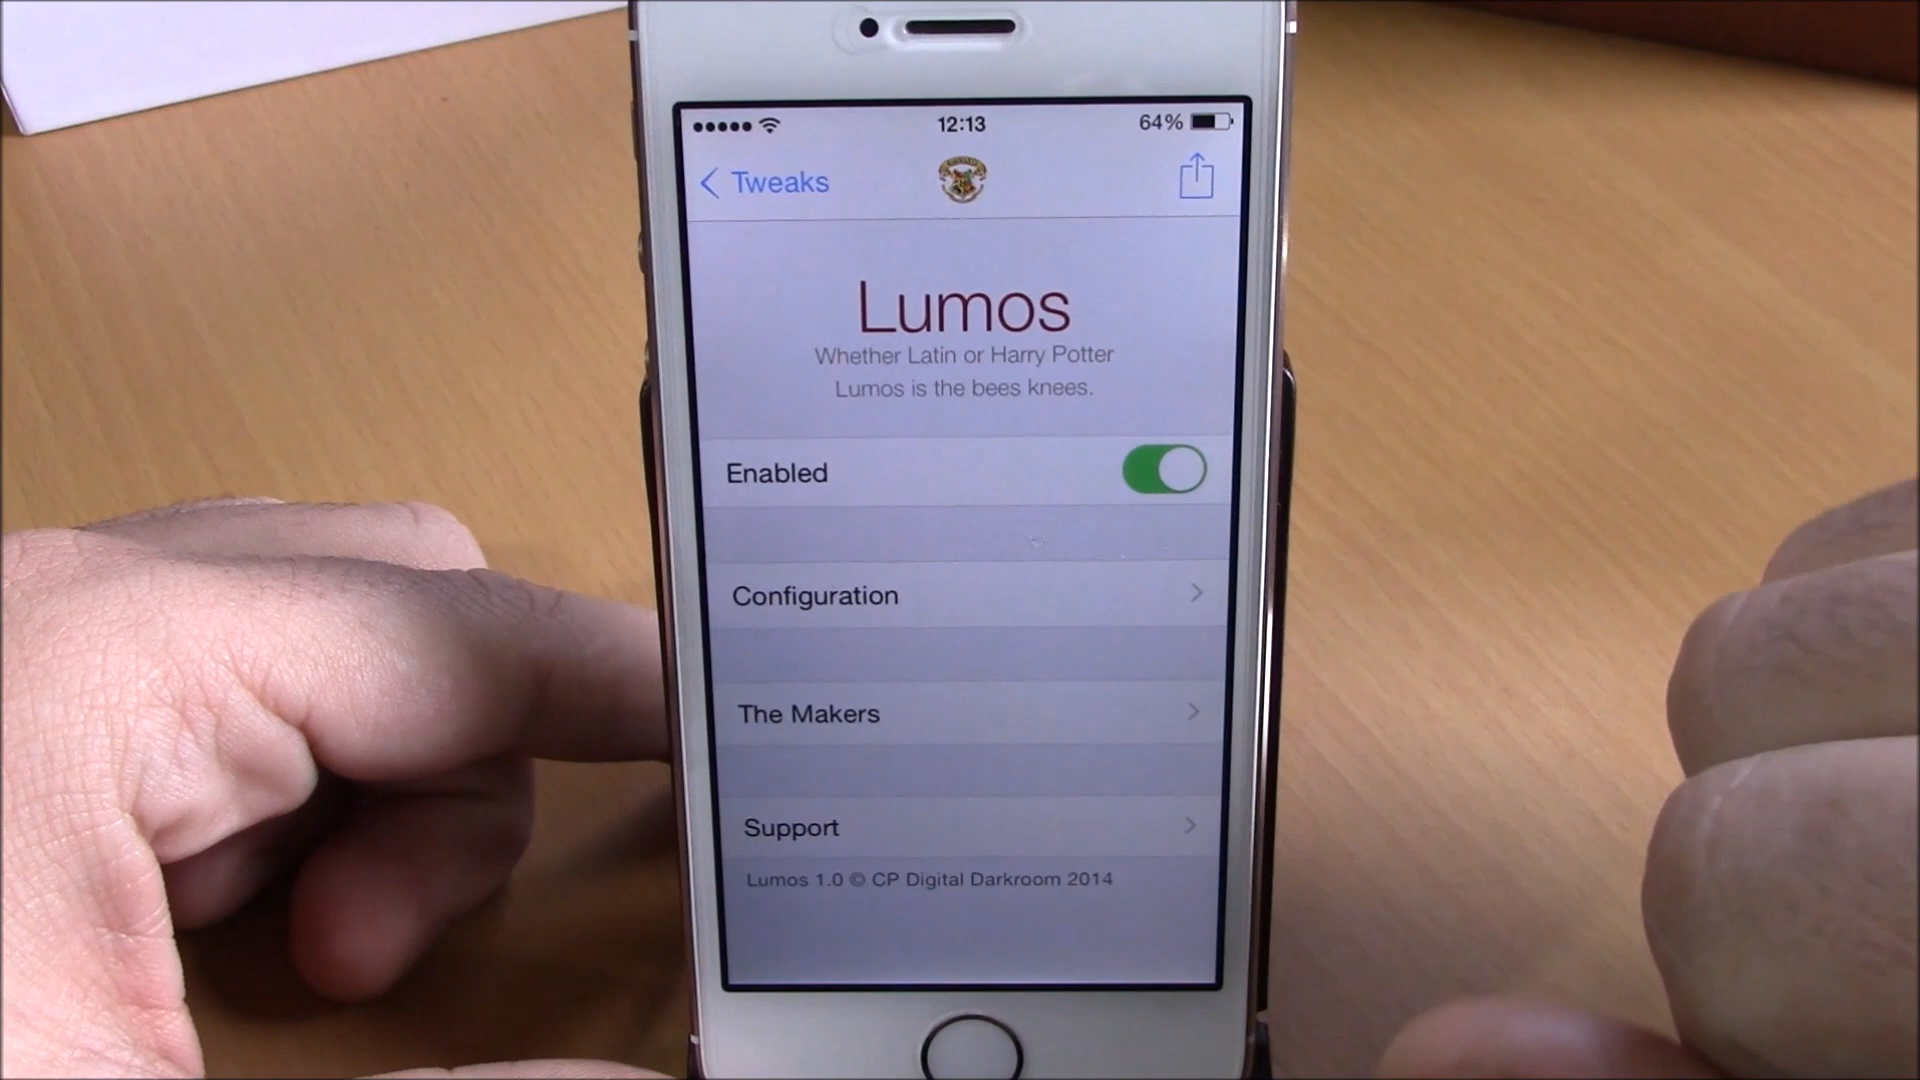 12:13
64%
Tweaks
Lumos
Whether Latin or Harry Potter
Lumos is the bees knees.
Enabled
Configuration
The Makers
Support
Lumos 1.0 © CP Digital Darkroom 2014